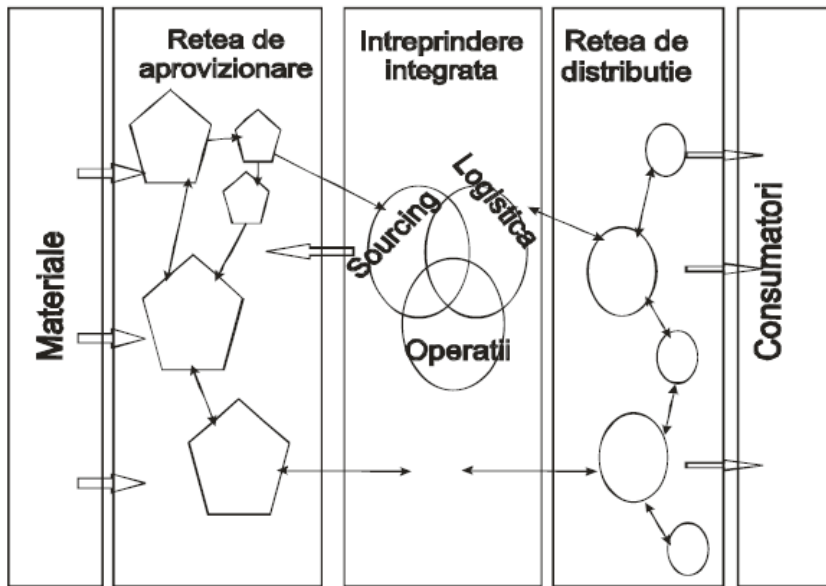 Materiale
Retea de
aprovizionare
Intreprindere
integrata
Sourcing
Logistica
Operatii
Retea de
distributie
Consumatori